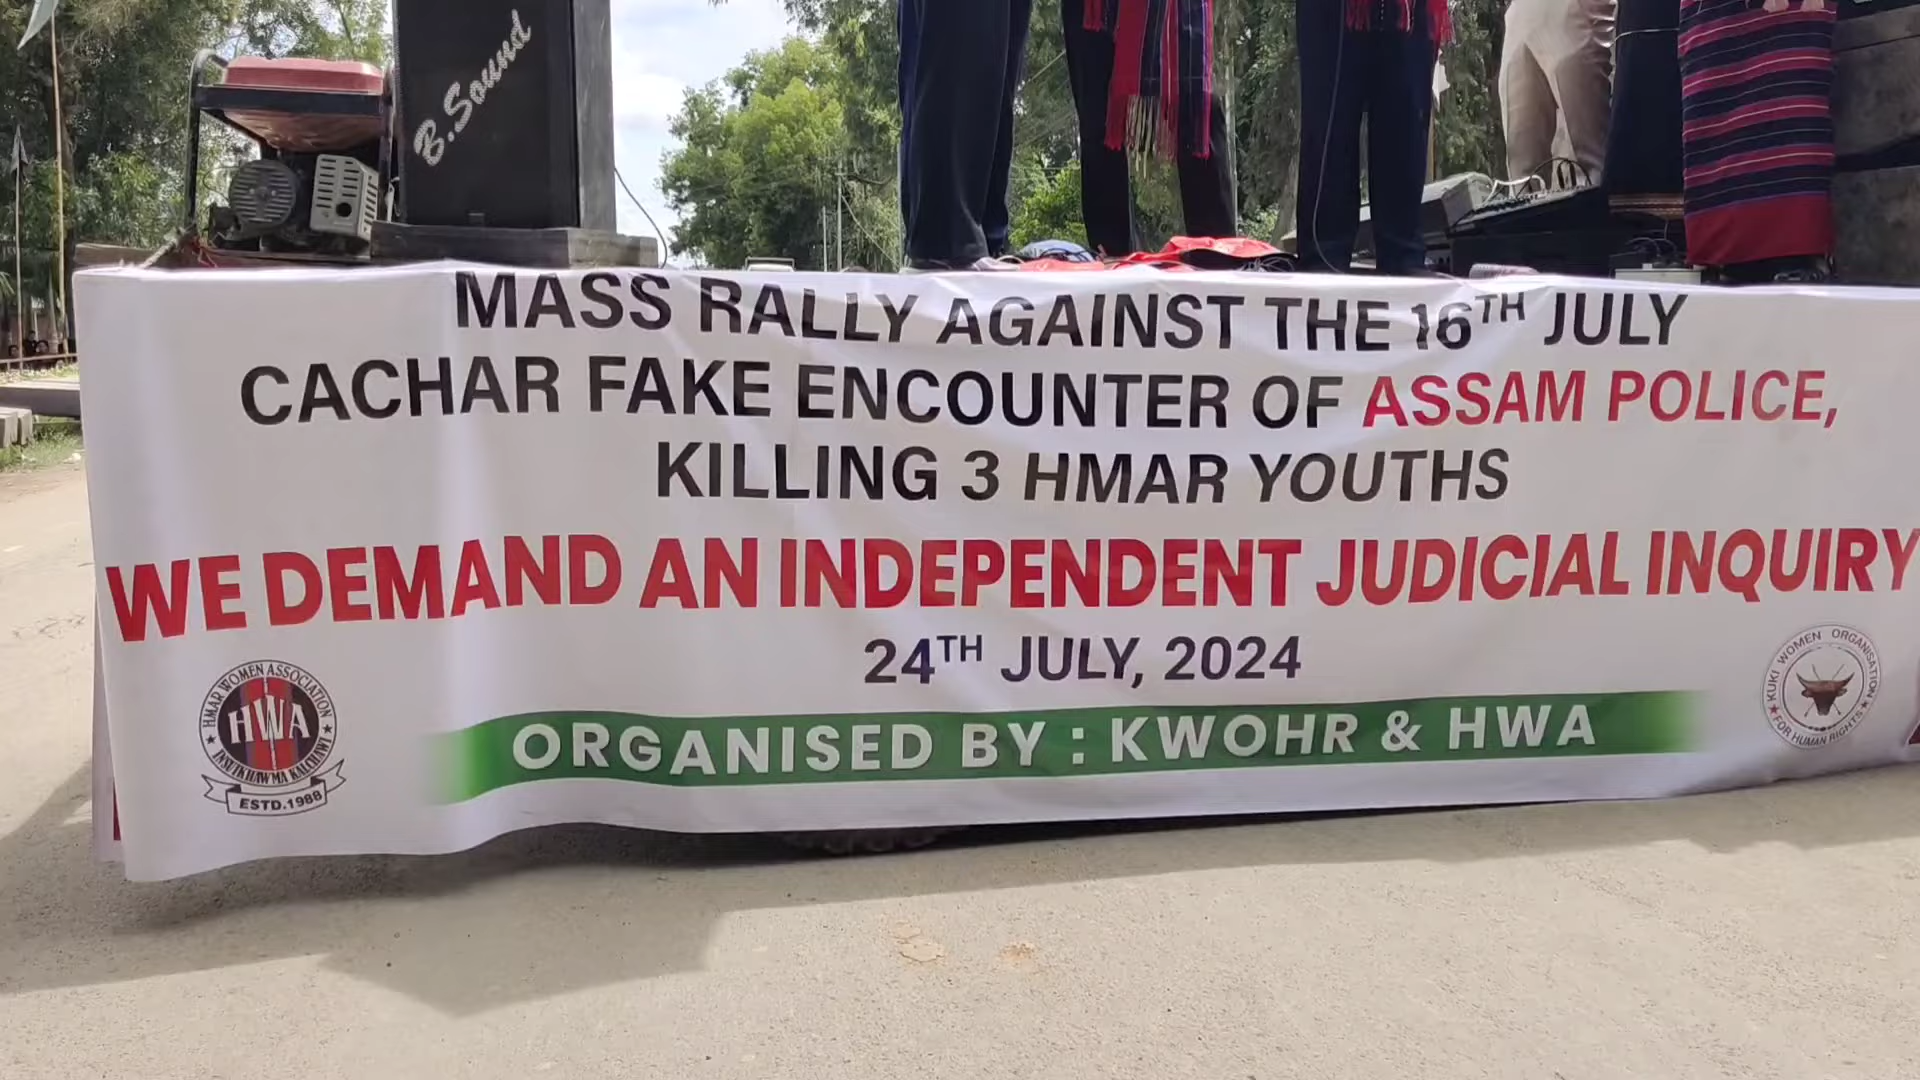 B.Sound
MASS RALLY AGAINST THE 16TH JULY
CACHAR FAKE ENCOUNTER OF ASSAM POLICE,
KILLING 3 HMAR YOUTHS
WE DEMAND AN INDEPENDENT JUDICIAL INQUIRY
24TH JULY, 2024
ORGANISED BY : KWOHR & HWA
HMAR WOMEN ASSOCIATION
HWA
INSUIKHAWMA KALCHAWI
ESTD.1988
KUKI WOMEN ORGANISATION
FOR HUMAN RIGHTS